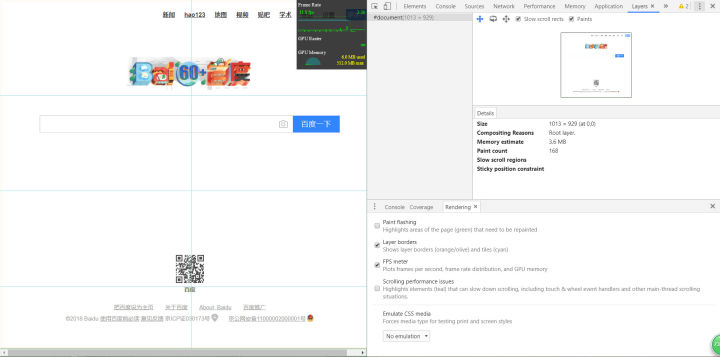 新闻 hao123 地图 视频 贴吧 学术
Frame Rate
GPU Raster
off
GPU Memory
6.0 MB used
512.0 MB max
Bai 60+ 百度
百度一下
百度
把百度设为主页 关于百度 About Baidu 百度推广
©2018 Baidu 使用百度前必读 意见反馈 京ICP证030173号 京公网安备11000002000001号
Elements Console Sources Network Performance Memory Application Layers × 2
#document(1013 × 929)
Slow scroll rects Paints
Details
Size 1013 × 929 (at 0,0)
Compositing Reasons Root layer.
Memory estimate 3.6 MB
Paint count 168
Slow scroll regions
Sticky position constraint
Console Coverage Rendering ×
Paint flashing
Highlights areas of the page (green) that need to be repainted
Layer borders
Shows layer borders (orange/olive) and tiles (cyan)
FPS meter
Plots frames per second, frame rate distribution, and GPU memory
Scrolling performance issues
Highlights elements (teal) that can slow down scrolling, including touch & wheel event handlers and other main-thread scrolling
situations.
Emulate CSS media
Forces media type for testing print and screen styles
No emulation